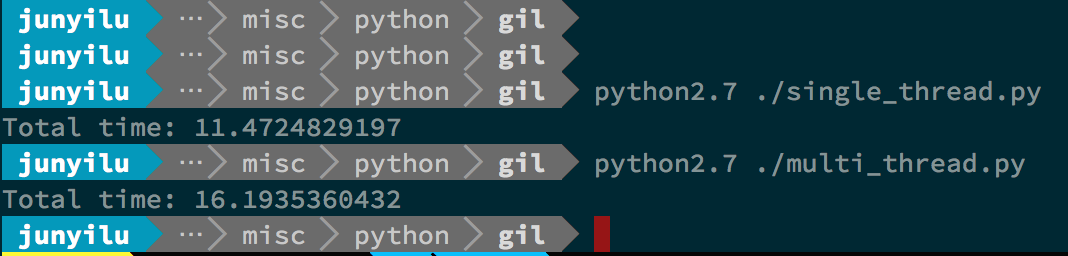 junyilu ··· misc python gil
junyilu ··· misc python gil
junyilu ··· misc python gil python2.7 ./single_thread.py
Total time: 11.4724829197
junyilu ··· misc python gil python2.7 ./multi_thread.py
Total time: 16.1935360432
junyilu ··· misc python gil